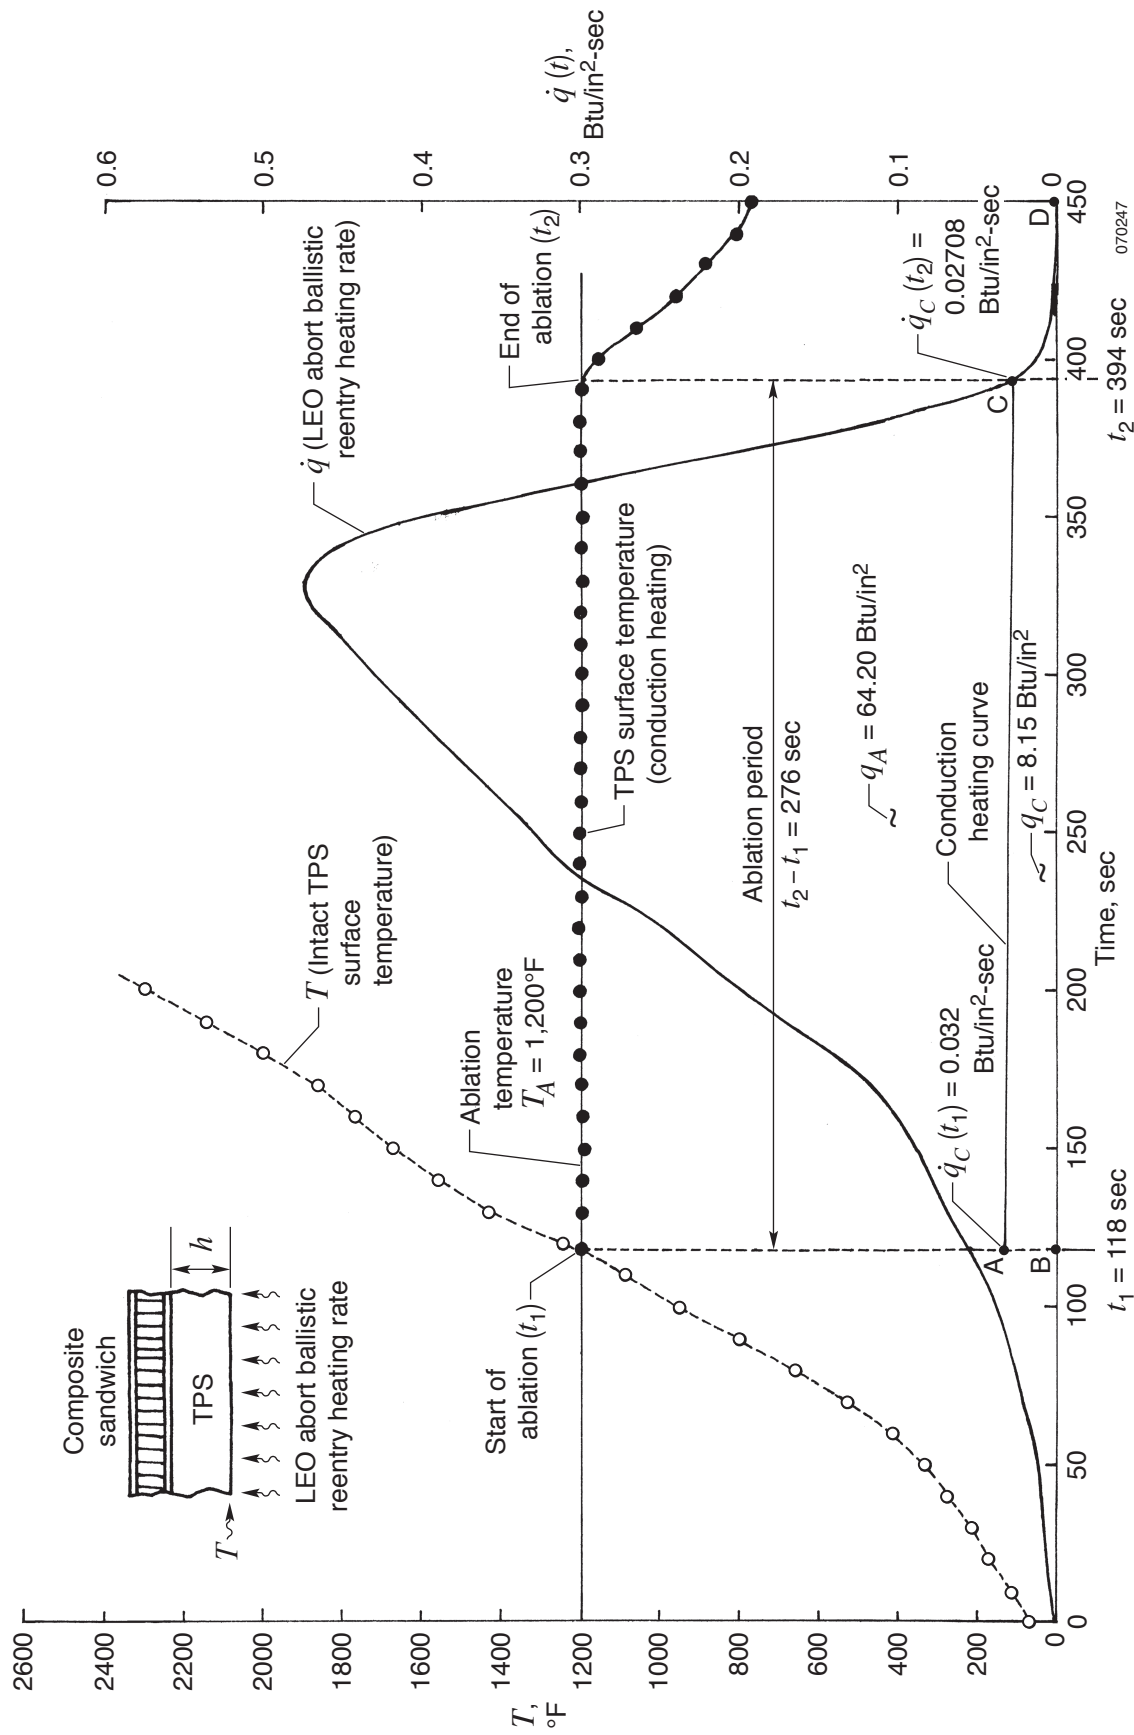 Composite
sandwich
TPS
h
T
LEO abort ballistic
reentry heating rate
T (Intact TPS
surface
temperature)
q̇ (LEO abort ballistic
reentry heating rate)
Ablation
temperature
T_A = 1,200°F
Start of
ablation (t₁)
End of
ablation (t₂)
TPS surface temperature
(conduction heating)
Ablation period
t₂ – t₁ = 276 sec
q_A = 64.20 Btu/in²
q̇_C (t₁) = 0.032
Btu/in²-sec
Conduction
heating curve
q_C = 8.15 Btu/in²
q̇_C (t₂) =
0.02708
Btu/in²-sec
A
B
C
D
T,
°F
2600
2400
2200
2000
1800
1600
1400
1200
1000
800
600
400
200
0
q̇ (t),
Btu/in²-sec
0.6
0.5
0.4
0.3
0.2
0.1
0
0 50 100 150 200 250 300 350 400 450
Time, sec
t₁ = 118 sec
t₂ = 394 sec
070247